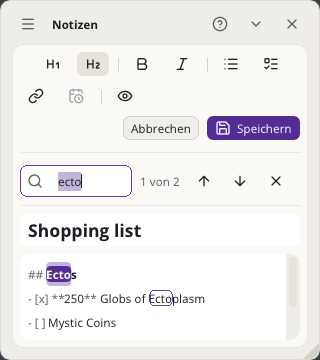 Notizen
H1 H2 B I
Abbrechen Speichern
ecto 1 von 2
Shopping list
## Ectos
- [x] **250** Globs of Ectoplasm
- [ ] Mystic Coins